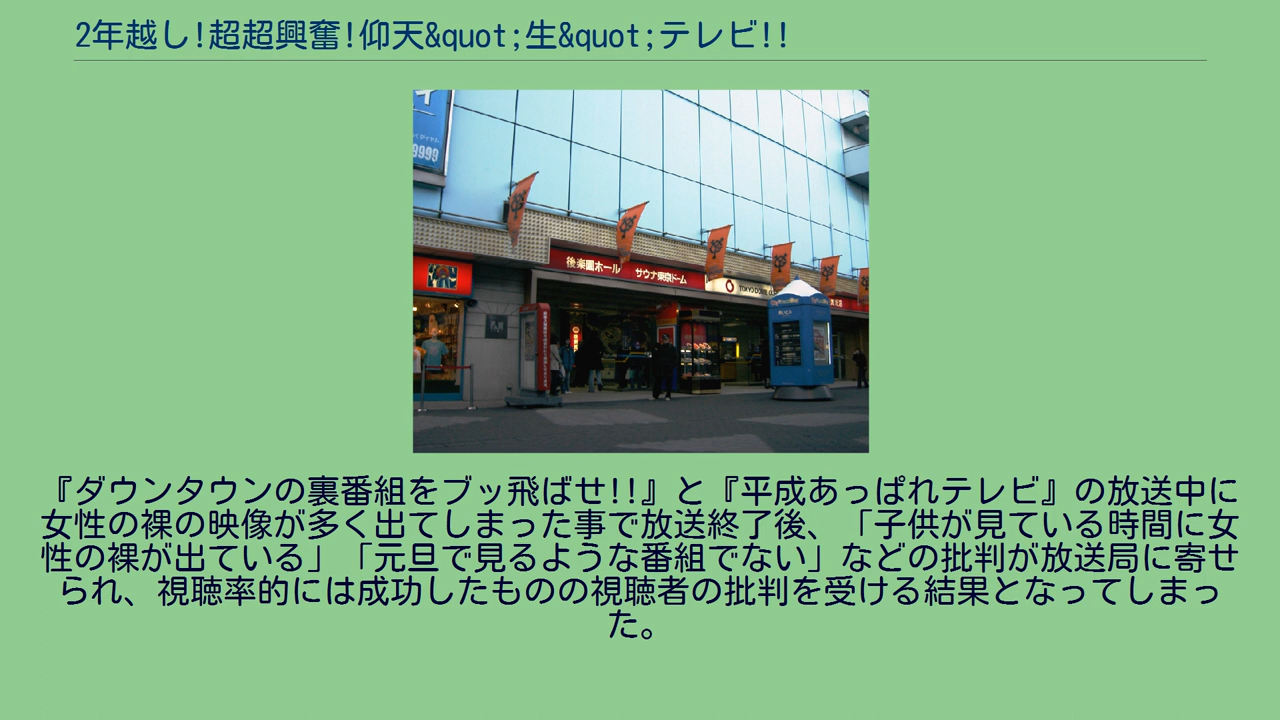 2年越し!超超興奮!仰天&quot;生&quot;テレビ!!
9999
後楽園ホール サウナ東京ドーム
TOKYO DOME
『ダウンタウンの裏番組をブッ飛ばせ!!』と『平成あっぱれテレビ』の放送中に
女性の裸の映像が多く出てしまった事で放送終了後、「子供が見ている時間に女
性の裸が出ている」「元旦で見るような番組でない」などの批判が放送局に寄せ
られ、視聴率的には成功したものの視聴者の批判を受ける結果となってしまっ
た。